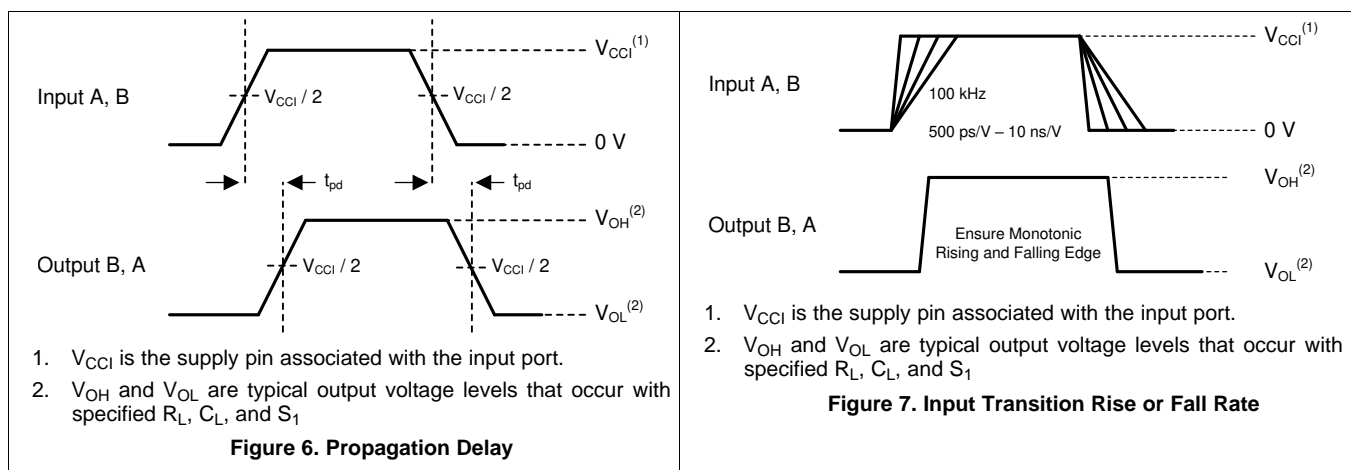 V_CCI^(1)
Input A, B
V_CCI / 2
V_CCI / 2
0 V
t_pd
t_pd
V_OH^(2)
Output B, A
V_CCI / 2
V_CCI / 2
V_OL^(2)
1. V_CCI is the supply pin associated with the input port.
2. V_OH and V_OL are typical output voltage levels that occur with
specified R_L, C_L, and S_1
Figure 6. Propagation Delay
V_CCI^(1)
Input A, B
100 kHz
500 ps/V – 10 ns/V
0 V
V_OH^(2)
Output B, A
Ensure Monotonic
Rising and Falling Edge
V_OL^(2)
1. V_CCI is the supply pin associated with the input port.
2. V_OH and V_OL are typical output voltage levels that occur with
specified R_L, C_L, and S_1
Figure 7. Input Transition Rise or Fall Rate